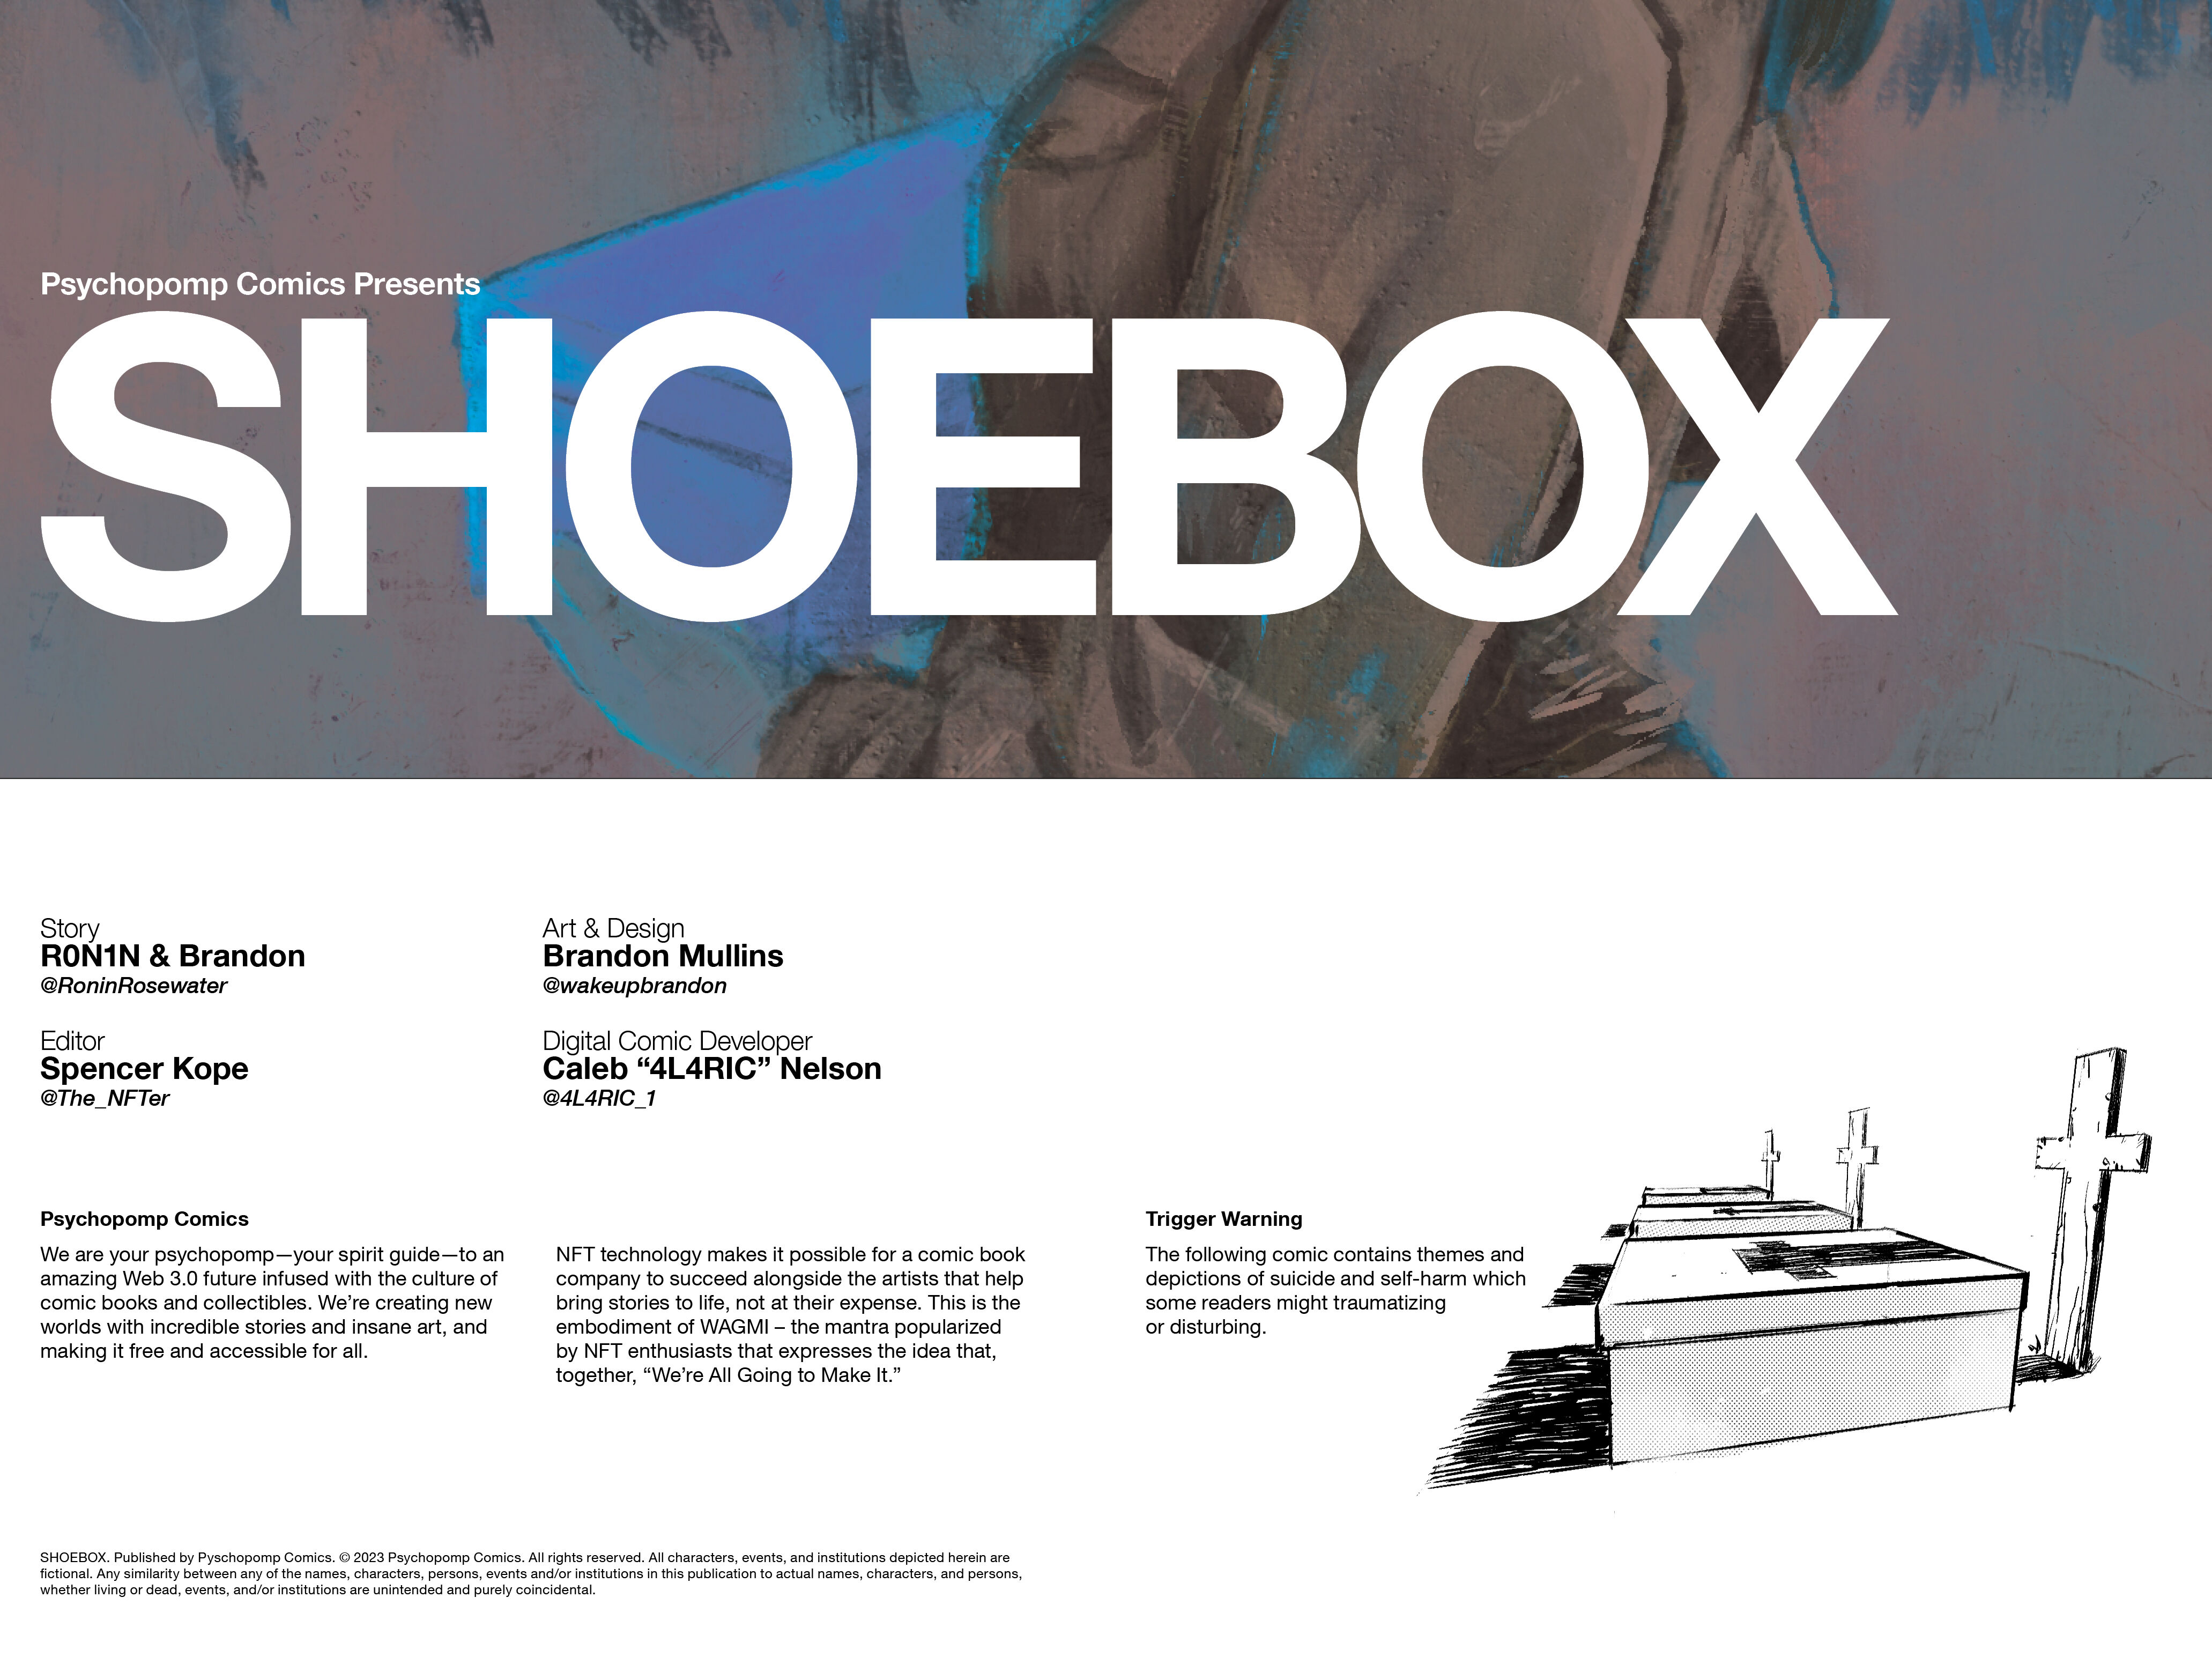 Psychopomp Comics Presents
SHOEBOX
Story
R0N1N & Brandon
@RoninRosewater
Art & Design
Brandon Mullins
@wakeupbrandon
Editor
Spencer Kope
@The_NFTer
Digital Comic Developer
Caleb “4L4RIC” Nelson
@4L4RIC_1
Psychopomp Comics
We are your psychopomp—your spirit guide—to an
amazing Web 3.0 future infused with the culture of
comic books and collectibles. We’re creating new
worlds with incredible stories and insane art, and
making it free and accessible for all.
NFT technology makes it possible for a comic book
company to succeed alongside the artists that help
bring stories to life, not at their expense. This is the
embodiment of WAGMI – the mantra popularized
by NFT enthusiasts that expresses the idea that,
together, “We’re All Going to Make It.”
Trigger Warning
The following comic contains themes and
depictions of suicide and self-harm which
some readers might traumatizing
or disturbing.
SHOEBOX. Published by Pyschopomp Comics. © 2023 Psychopomp Comics. All rights reserved. All characters, events, and institutions depicted herein are
fictional. Any similarity between any of the names, characters, persons, events and/or institutions in this publication to actual names, characters, and persons,
whether living or dead, events, and/or institutions are unintended and purely coincidental.